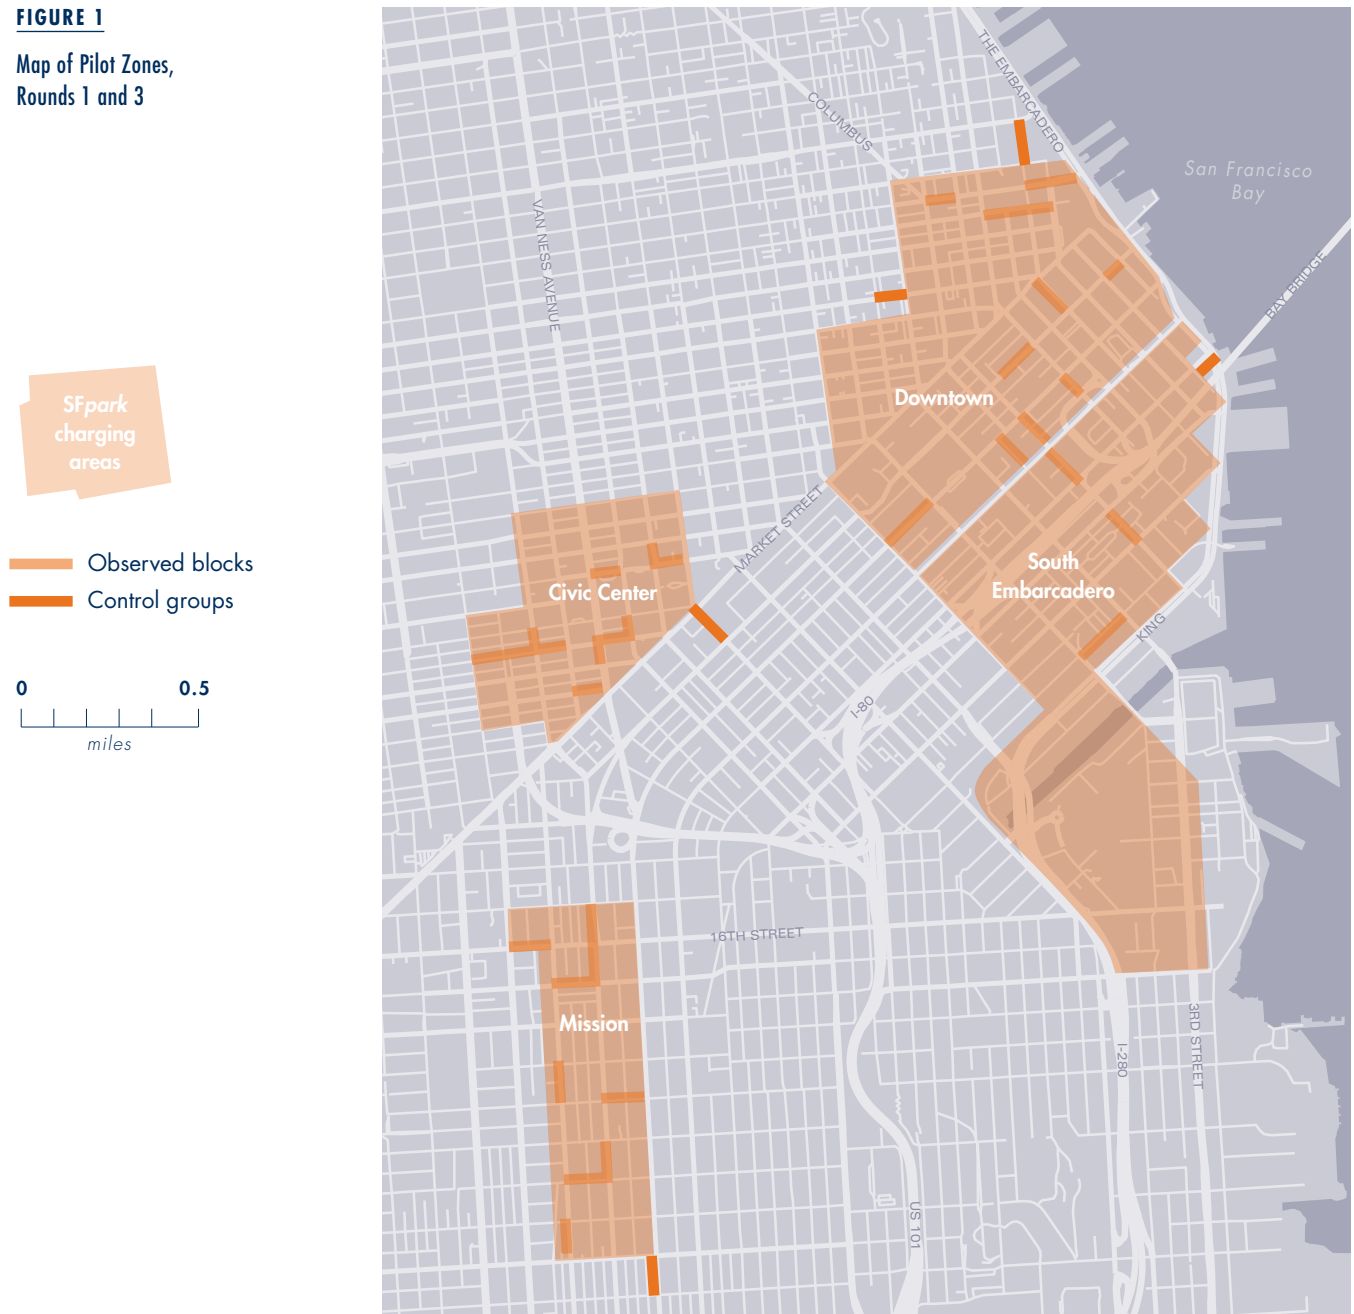 FIGURE 1
Map of Pilot Zones,
Rounds 1 and 3
SFpark
charging
areas
Observed blocks
Control groups
0 0.5
miles
THE EMBARCADERO
COLUMBUS
San Francisco
Bay
VAN NESS AVENUE
BAY BRIDGE
Downtown
MARKET STREET
South
Embarcadero
Civic Center
KING
I-80
16TH STREET
Mission
3RD STREET
I-280
US 101